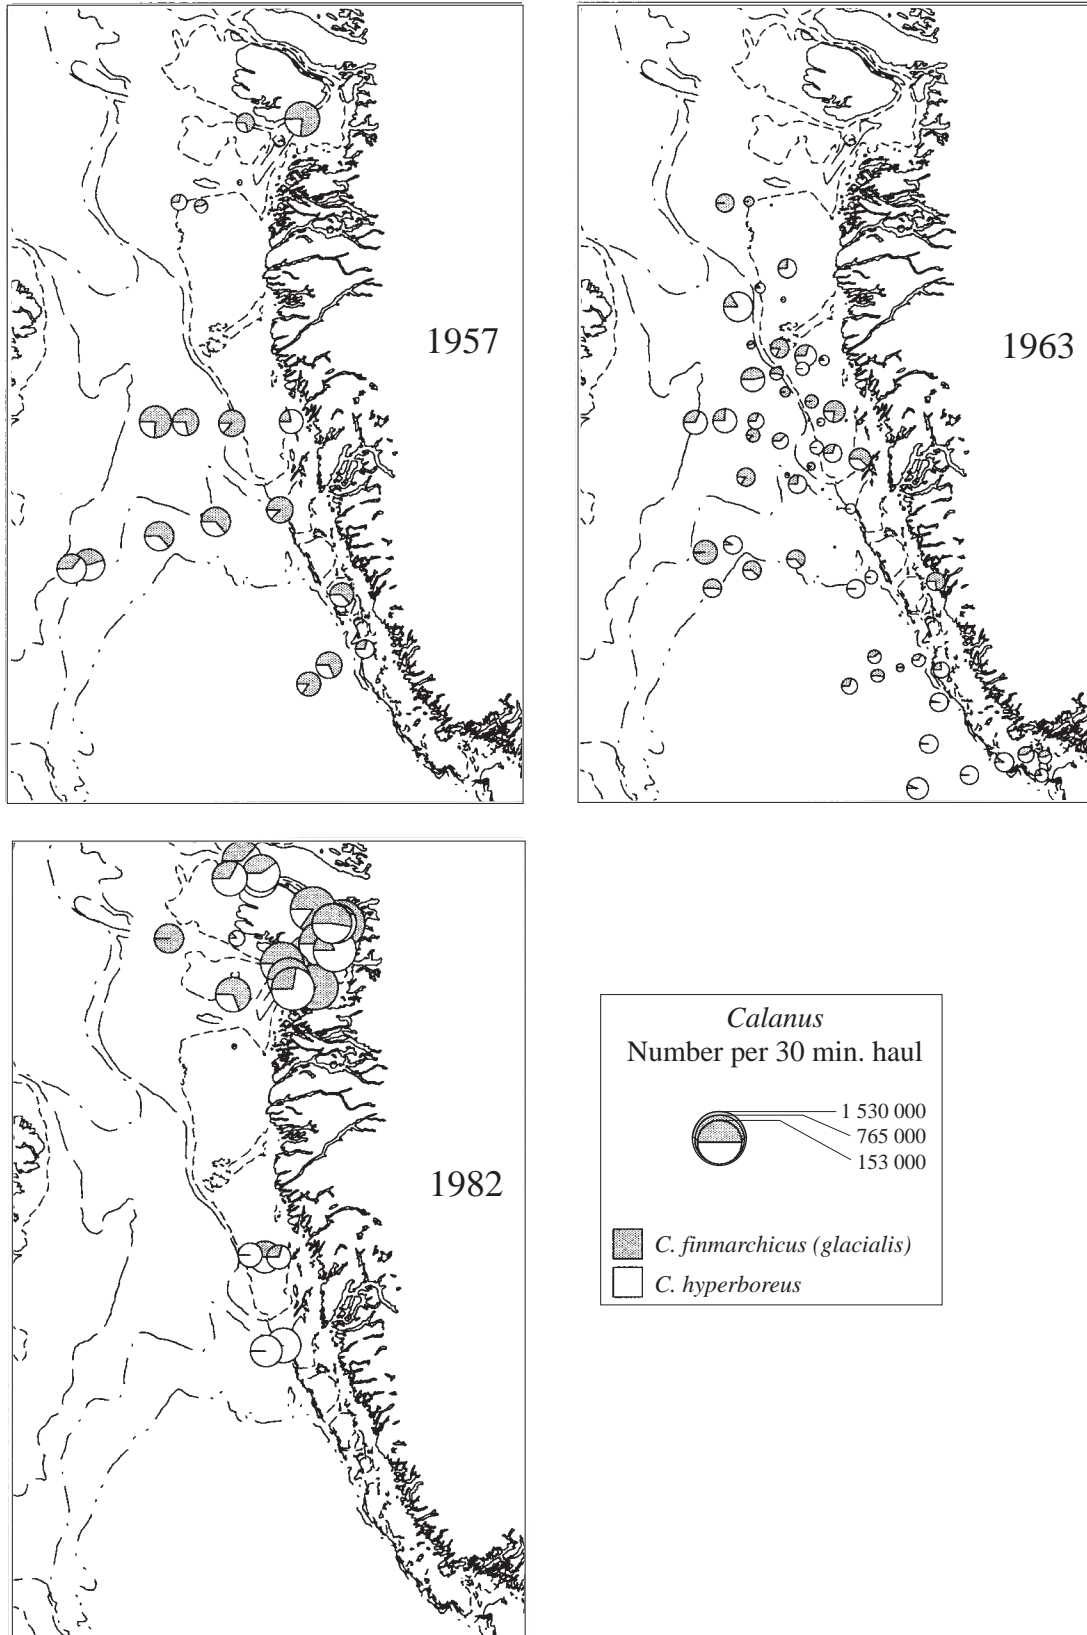 1957
1963
1982
Calanus
Number per 30 min. haul
1 530 000
765 000
153 000
C. finmarchicus (glacialis)
C. hyperboreus